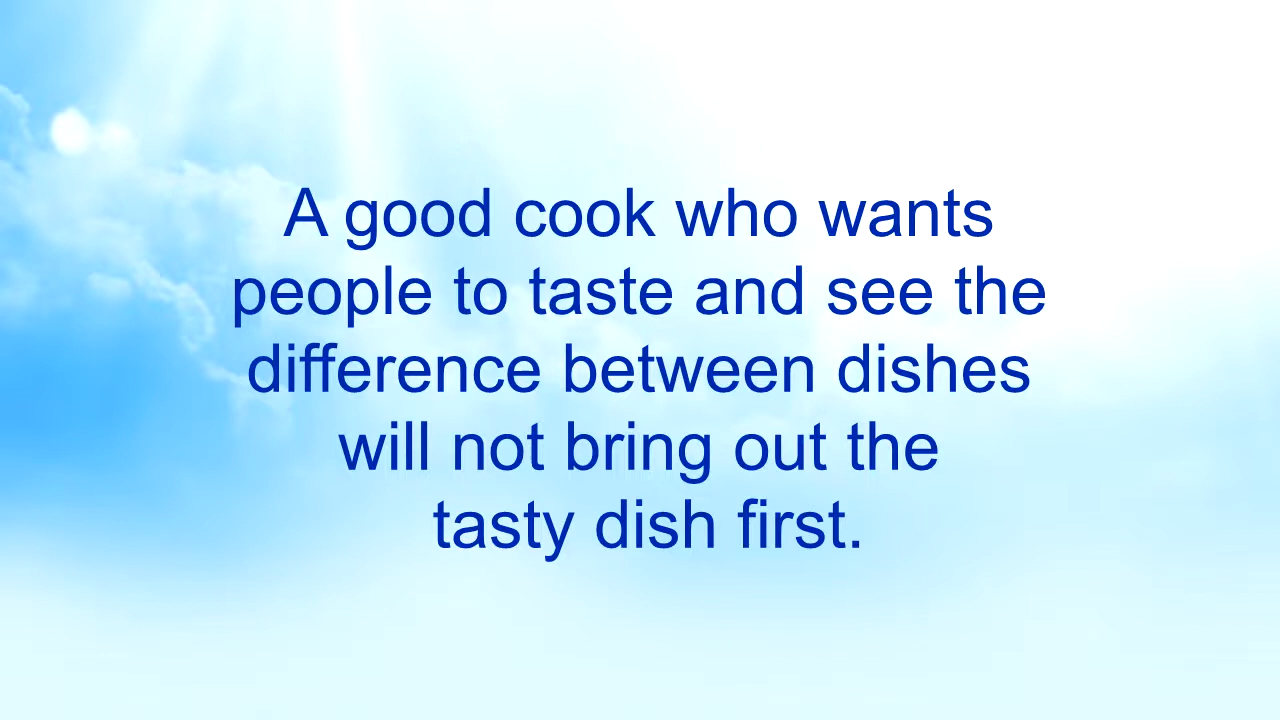 A good cook who wants
people to taste and see the
difference between dishes
will not bring out the
tasty dish first.